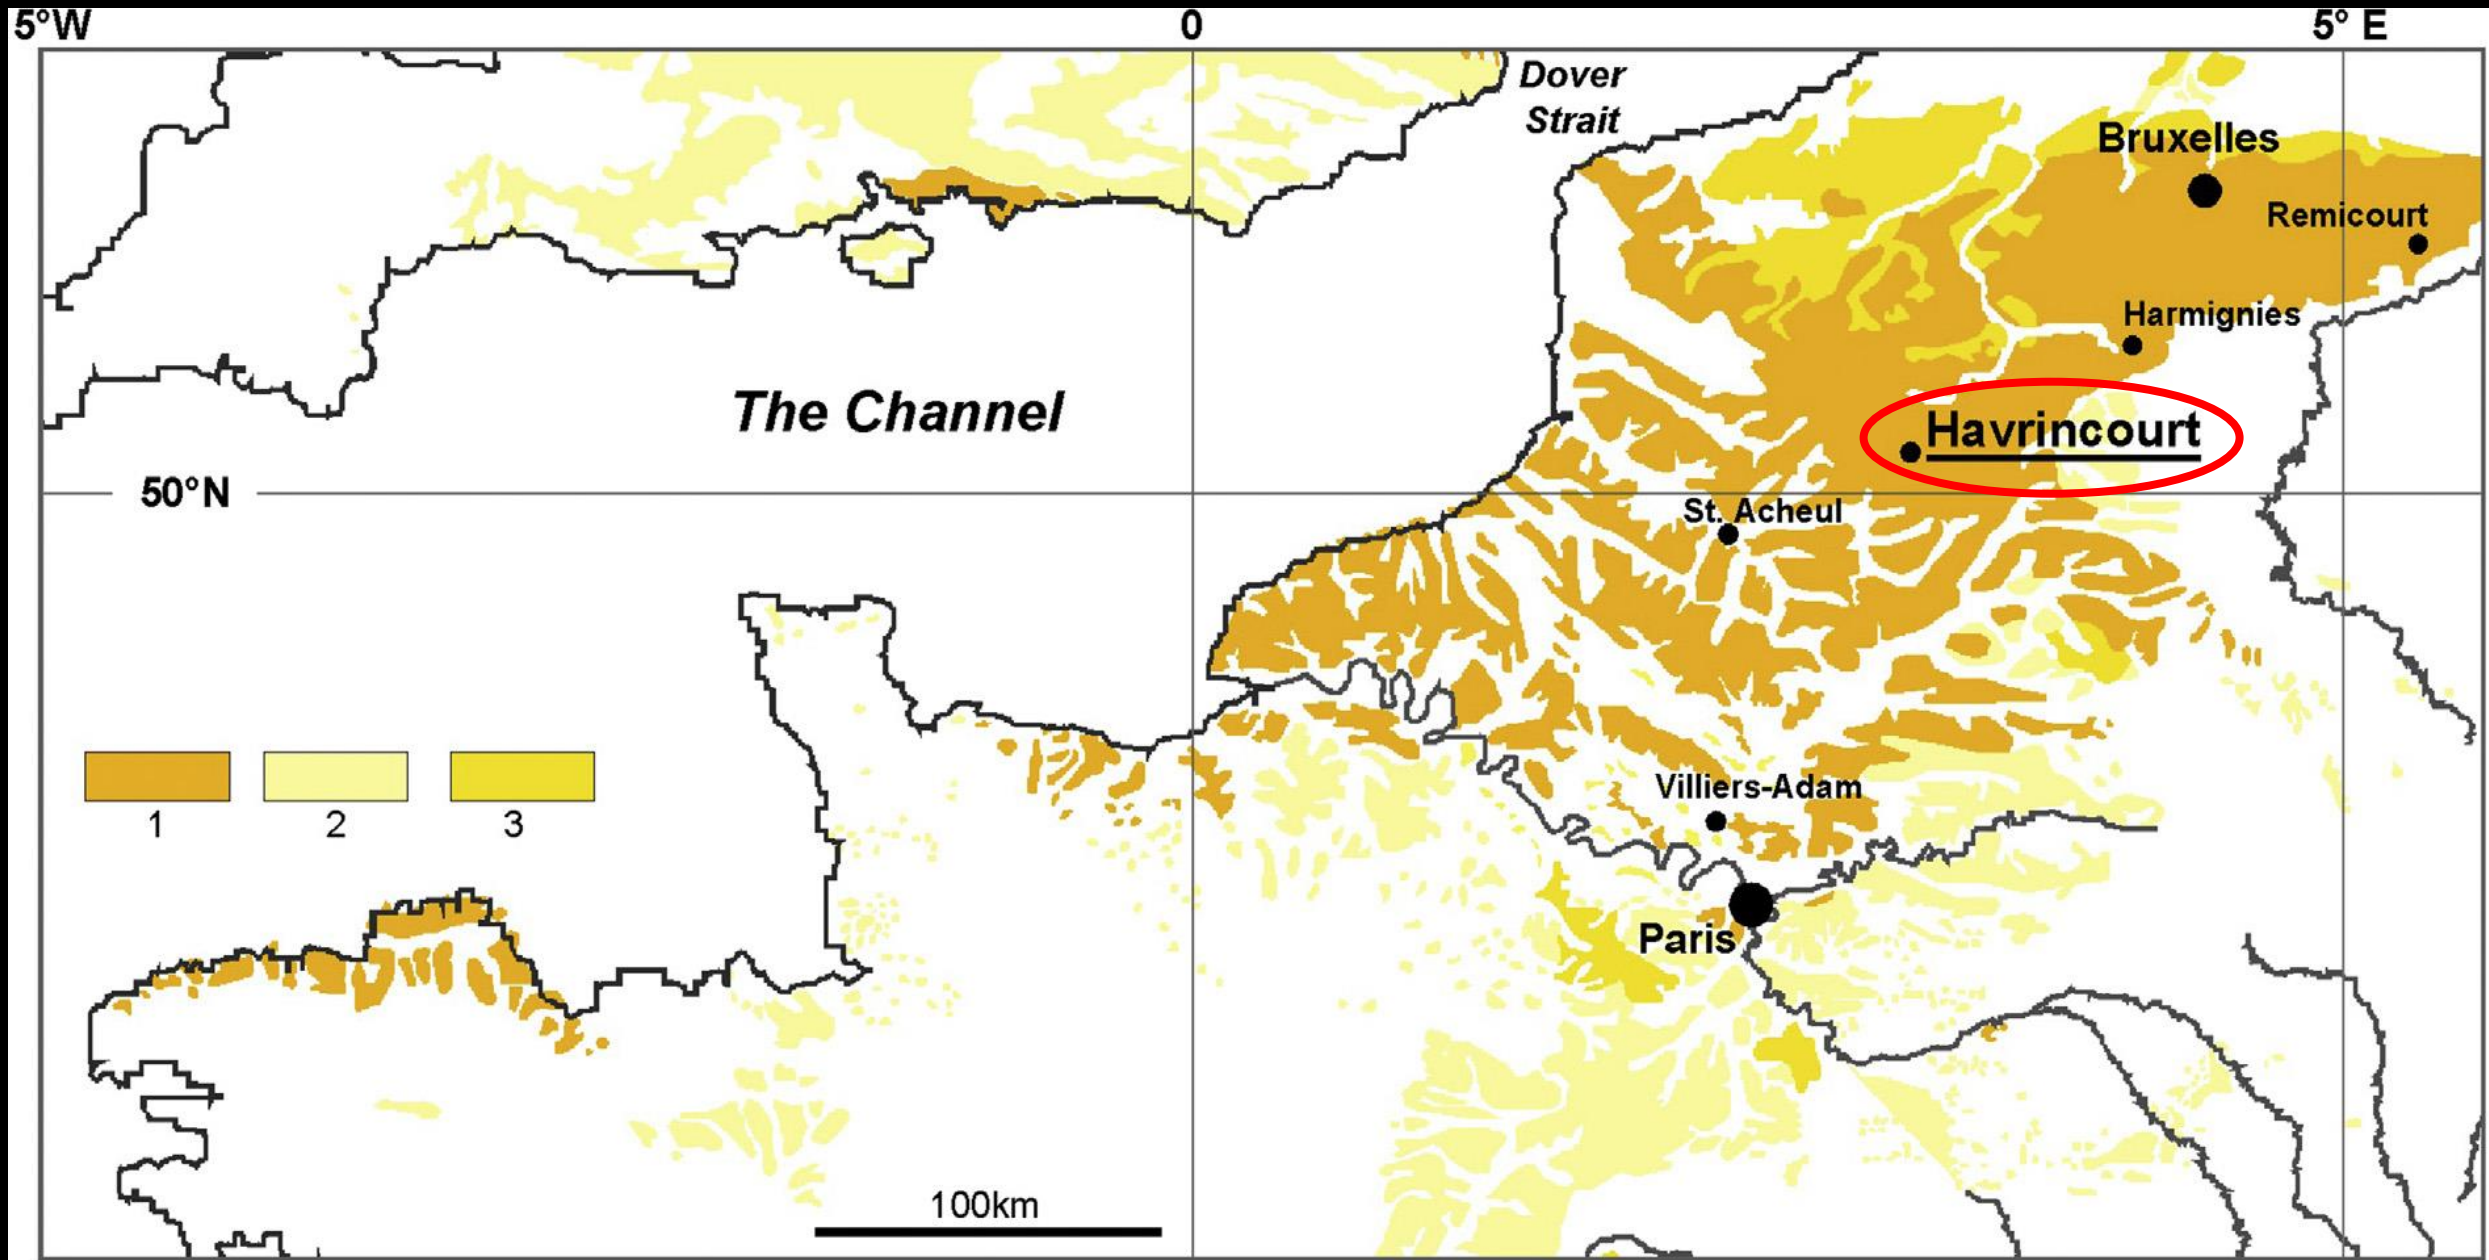 5°W
0
5° E
Dover
Strait
Bruxelles
Remicourt
Harmignies
The Channel
Havrincourt
50°N
St. Acheul
1
2
3
Villiers-Adam
Paris
100km